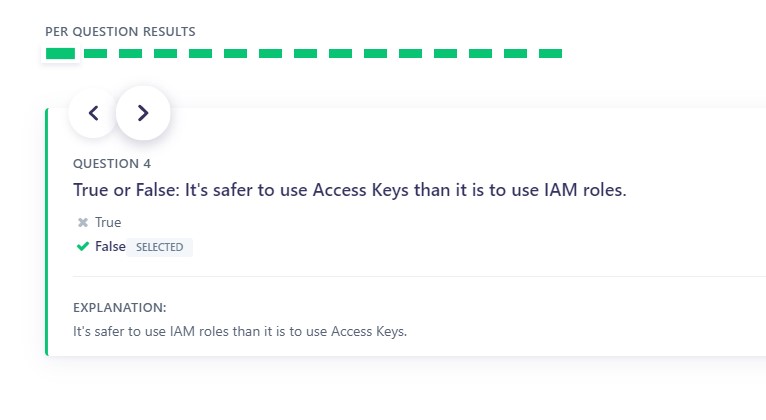 PER QUESTION RESULTS
QUESTION 4
True or False: It's safer to use Access Keys than it is to use IAM roles.
True
False SELECTED
EXPLANATION:
It's safer to use IAM roles than it is to use Access Keys.